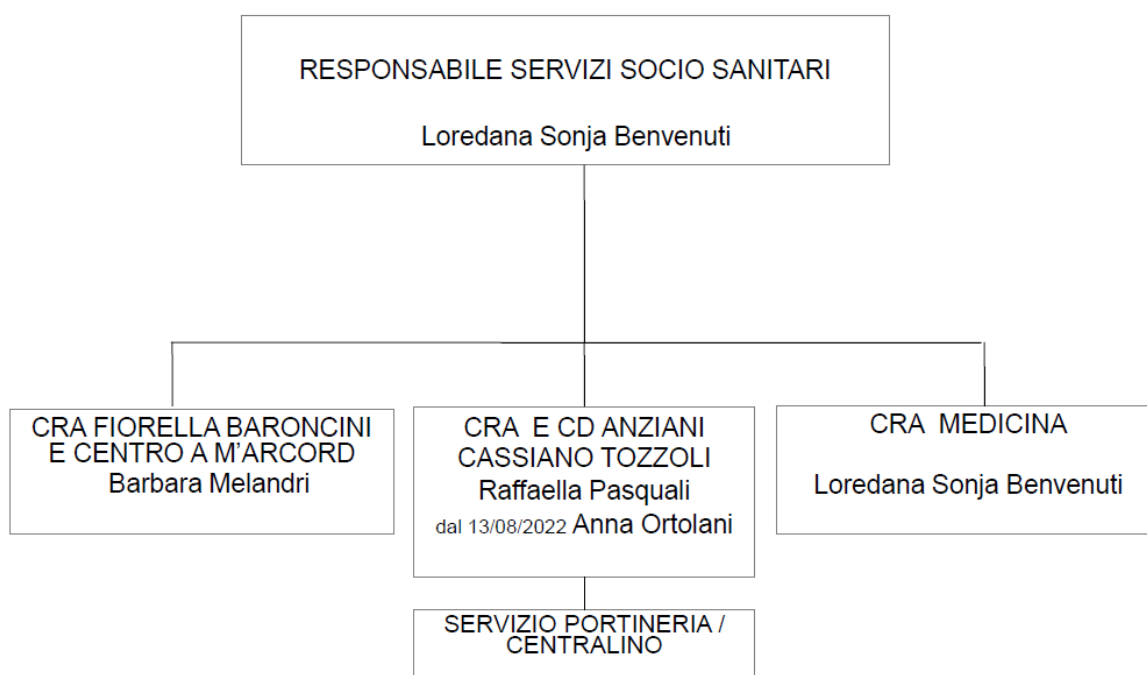 RESPONSABILE SERVIZI SOCIO SANITARI
Loredana Sonja Benvenuti
CRA FIORELLA BARONCINI
E CENTRO A M'ARCORD
Barbara Melandri
CRA E CD ANZIANI
CASSIANO TOZZOLI
Raffaella Pasquali
dal 13/08/2022 Anna Ortolani
CRA MEDICINA
Loredana Sonja Benvenuti
SERVIZIO PORTINERIA /
CENTRALINO